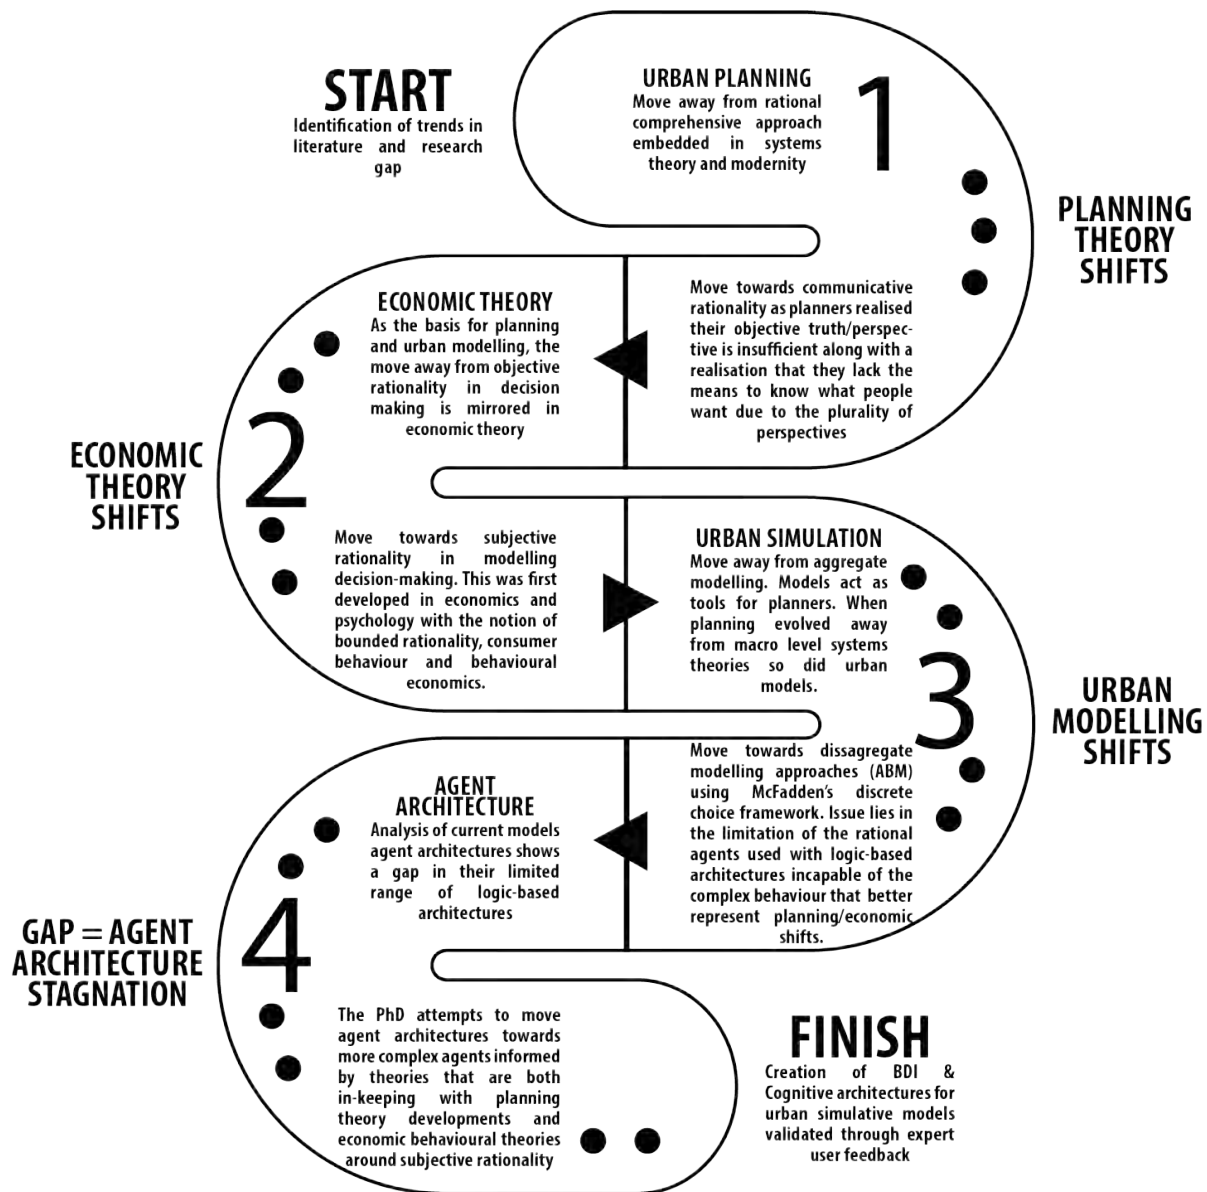 START
Identification of trends in
literature and research
gap
URBAN PLANNING
Move away from rational
comprehensive approach
embedded in systems
theory and modernity
1
PLANNING
THEORY
SHIFTS
Move towards communicative
rationality as planners realised
their objective truth/perspec-
tive is insufficient along with a
realisation that they lack the
means to know what people
want due to the plurality of
perspectives
ECONOMIC THEORY
As the basis for planning
and urban modelling, the
move away from objective
rationality in decision
making is mirrored in
economic theory
2
ECONOMIC
THEORY
SHIFTS
Move towards subjective
rationality in modelling
decision-making. This was first
developed in economics and
psychology with the notion of
bounded rationality, consumer
behaviour and behavioural
economics.
URBAN SIMULATION
Move away from aggregate
modelling. Models act as
tools for planners. When
planning evolved away
from macro level systems
theories so did urban
models.
3
URBAN
MODELLING
SHIFTS
Move towards dissagregate
modelling approaches (ABM)
using McFadden's discrete
choice framework. Issue lies in
the limitation of the rational
agents used with logic-based
architectures incapable of the
complex behaviour that better
represent planning/economic
shifts.
AGENT
ARCHITECTURE
Analysis of current models
agent architectures shows
a gap in their limited
range of logic-based
architectures
4
GAP = AGENT
ARCHITECTURE
STAGNATION
The PhD attempts to move
agent architectures towards
more complex agents informed
by theories that are both
in-keeping with planning
theory developments and
economic behavioural theories
around subjective rationality
FINISH
Creation of BDI &
Cognitive architectures for
urban simulative models
validated through expert
user feedback